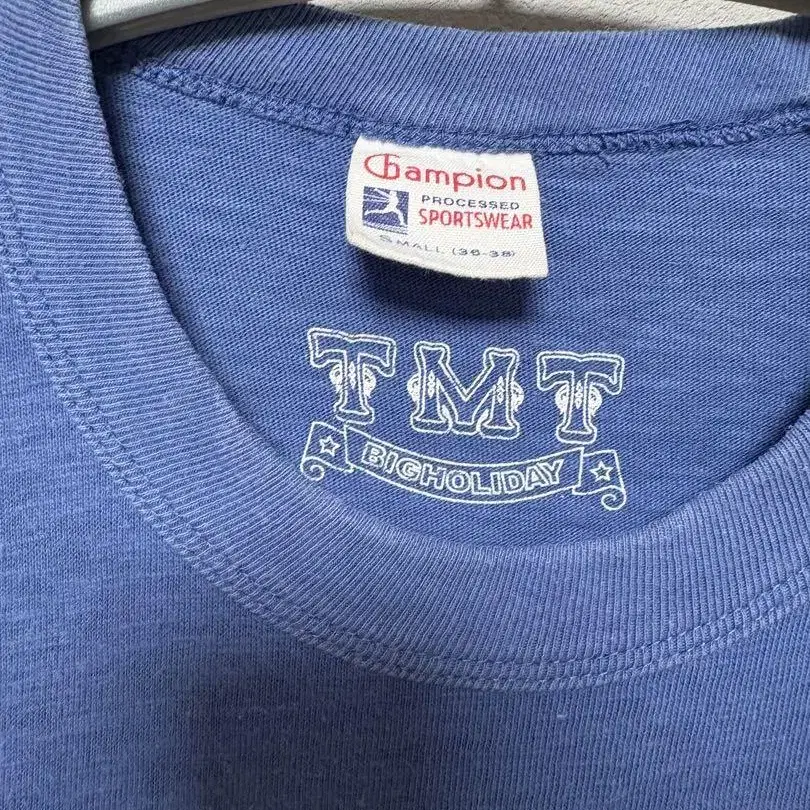 Champion
PROCESSED
SPORTSWEAR
SMALL (36-38)
TMT
BIGHOLIDAY